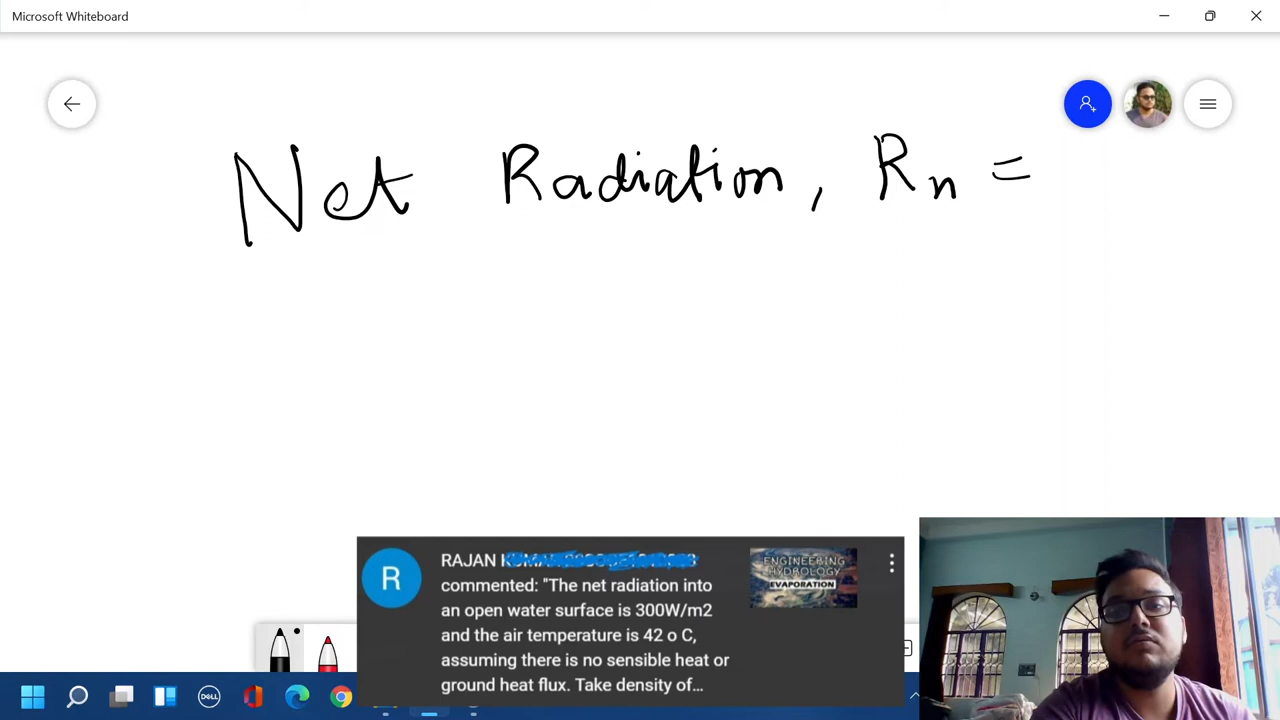 Microsoft Whiteboard
Net Radiation, Rn =
RAJAN
commented: "The net radiation into
an open water surface is 300W/m2
and the air temperature is 42 o C,
assuming there is no sensible heat or
ground heat flux. Take density of...
ENGINEERING
HYDROLOGY
EVAPORATION
R
DELL